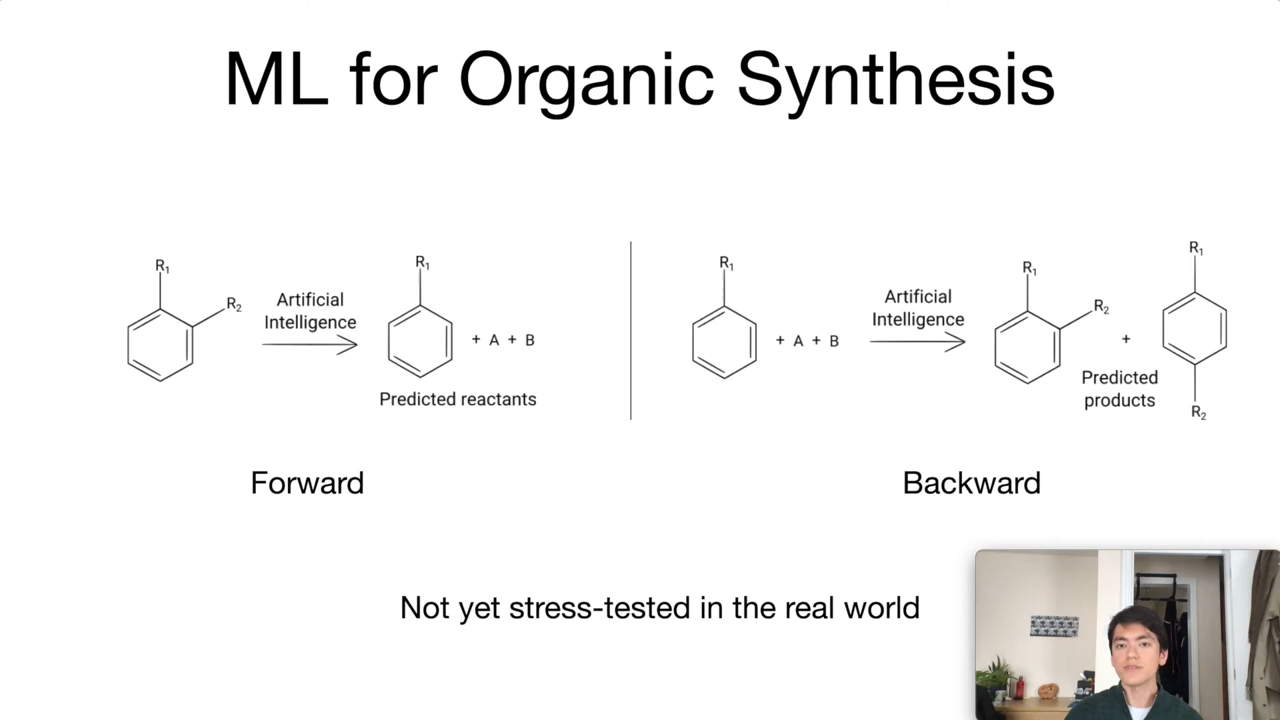 ML for Organic Synthesis
R₁
R₂
Artificial
Intelligence
R₁
+ A + B
Predicted reactants
Forward
R₁
+ A + B
Artificial
Intelligence
R₁
R₂
+
R₁
R₂
Predicted
products
Backward
Not yet stress-tested in the real world